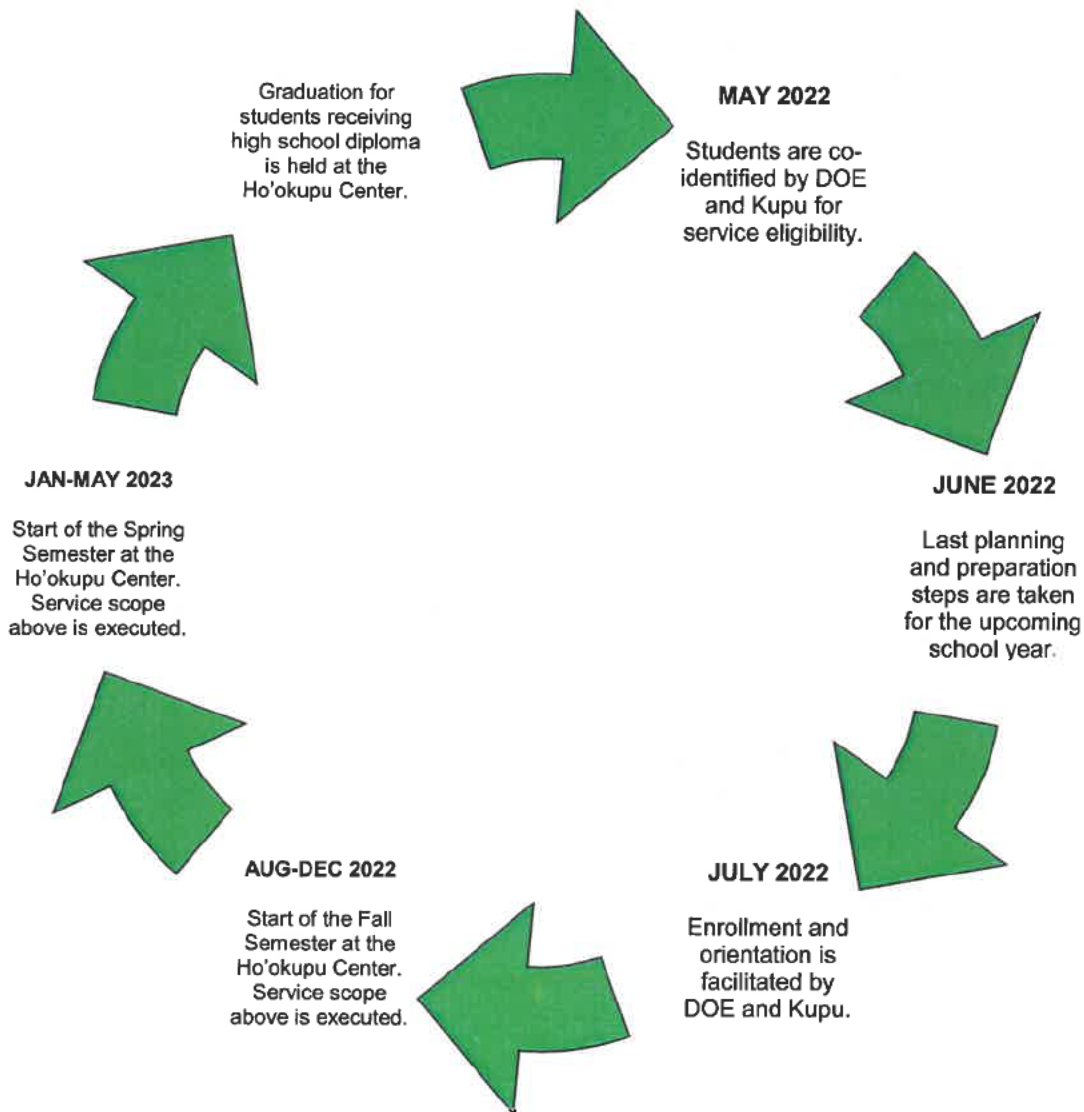 Graduation for
students receiving
high school diploma
is held at the
Ho'okupu Center.
MAY 2022
Students are co-
identified by DOE
and Kupu for
service eligibility.
JUNE 2022
Last planning
and preparation
steps are taken
for the upcoming
school year.
JULY 2022
Enrollment and
orientation is
facilitated by
DOE and Kupu.
AUG-DEC 2022
Start of the Fall
Semester at the
Ho'okupu Center.
Service scope
above is executed.
JAN-MAY 2023
Start of the Spring
Semester at the
Ho'okupu Center.
Service scope
above is executed.